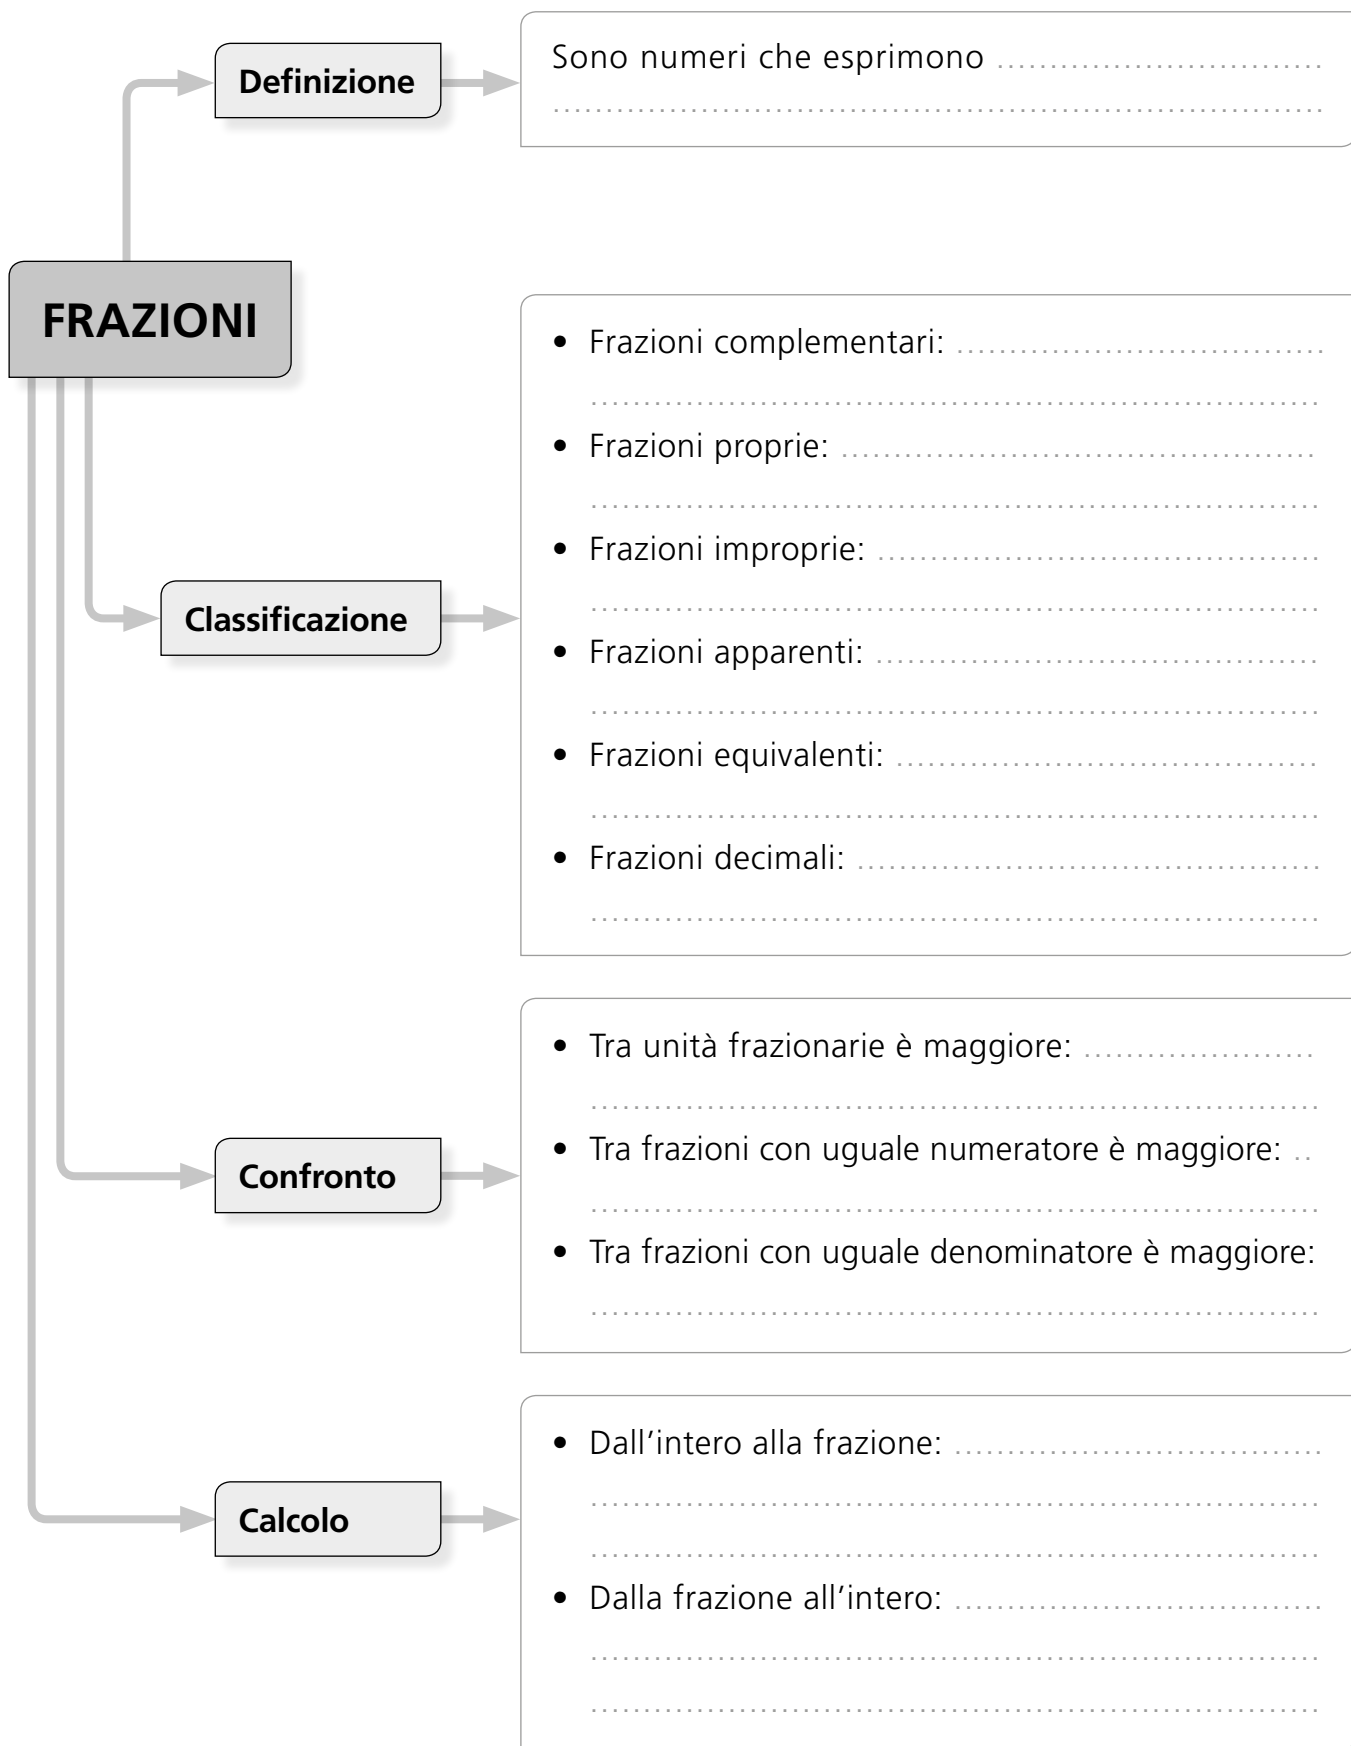 Definizione
Sono numeri che esprimono ................................
................................................................................
FRAZIONI
• Frazioni complementari: ....................................
................................................................................
• Frazioni proprie: ..............................................
................................................................................
• Frazioni improprie: ...........................................
................................................................................
Classificazione
• Frazioni apparenti: ...........................................
................................................................................
• Frazioni equivalenti: .........................................
................................................................................
• Frazioni decimali: .............................................
................................................................................
• Tra unità frazionarie è maggiore: ......................
................................................................................
• Tra frazioni con uguale numeratore è maggiore: ..
................................................................................
• Tra frazioni con uguale denominatore è maggiore:
................................................................................
Confronto
• Dall’intero alla frazione: ....................................
................................................................................
................................................................................
Calcolo
• Dalla frazione all’intero: ....................................
................................................................................
................................................................................